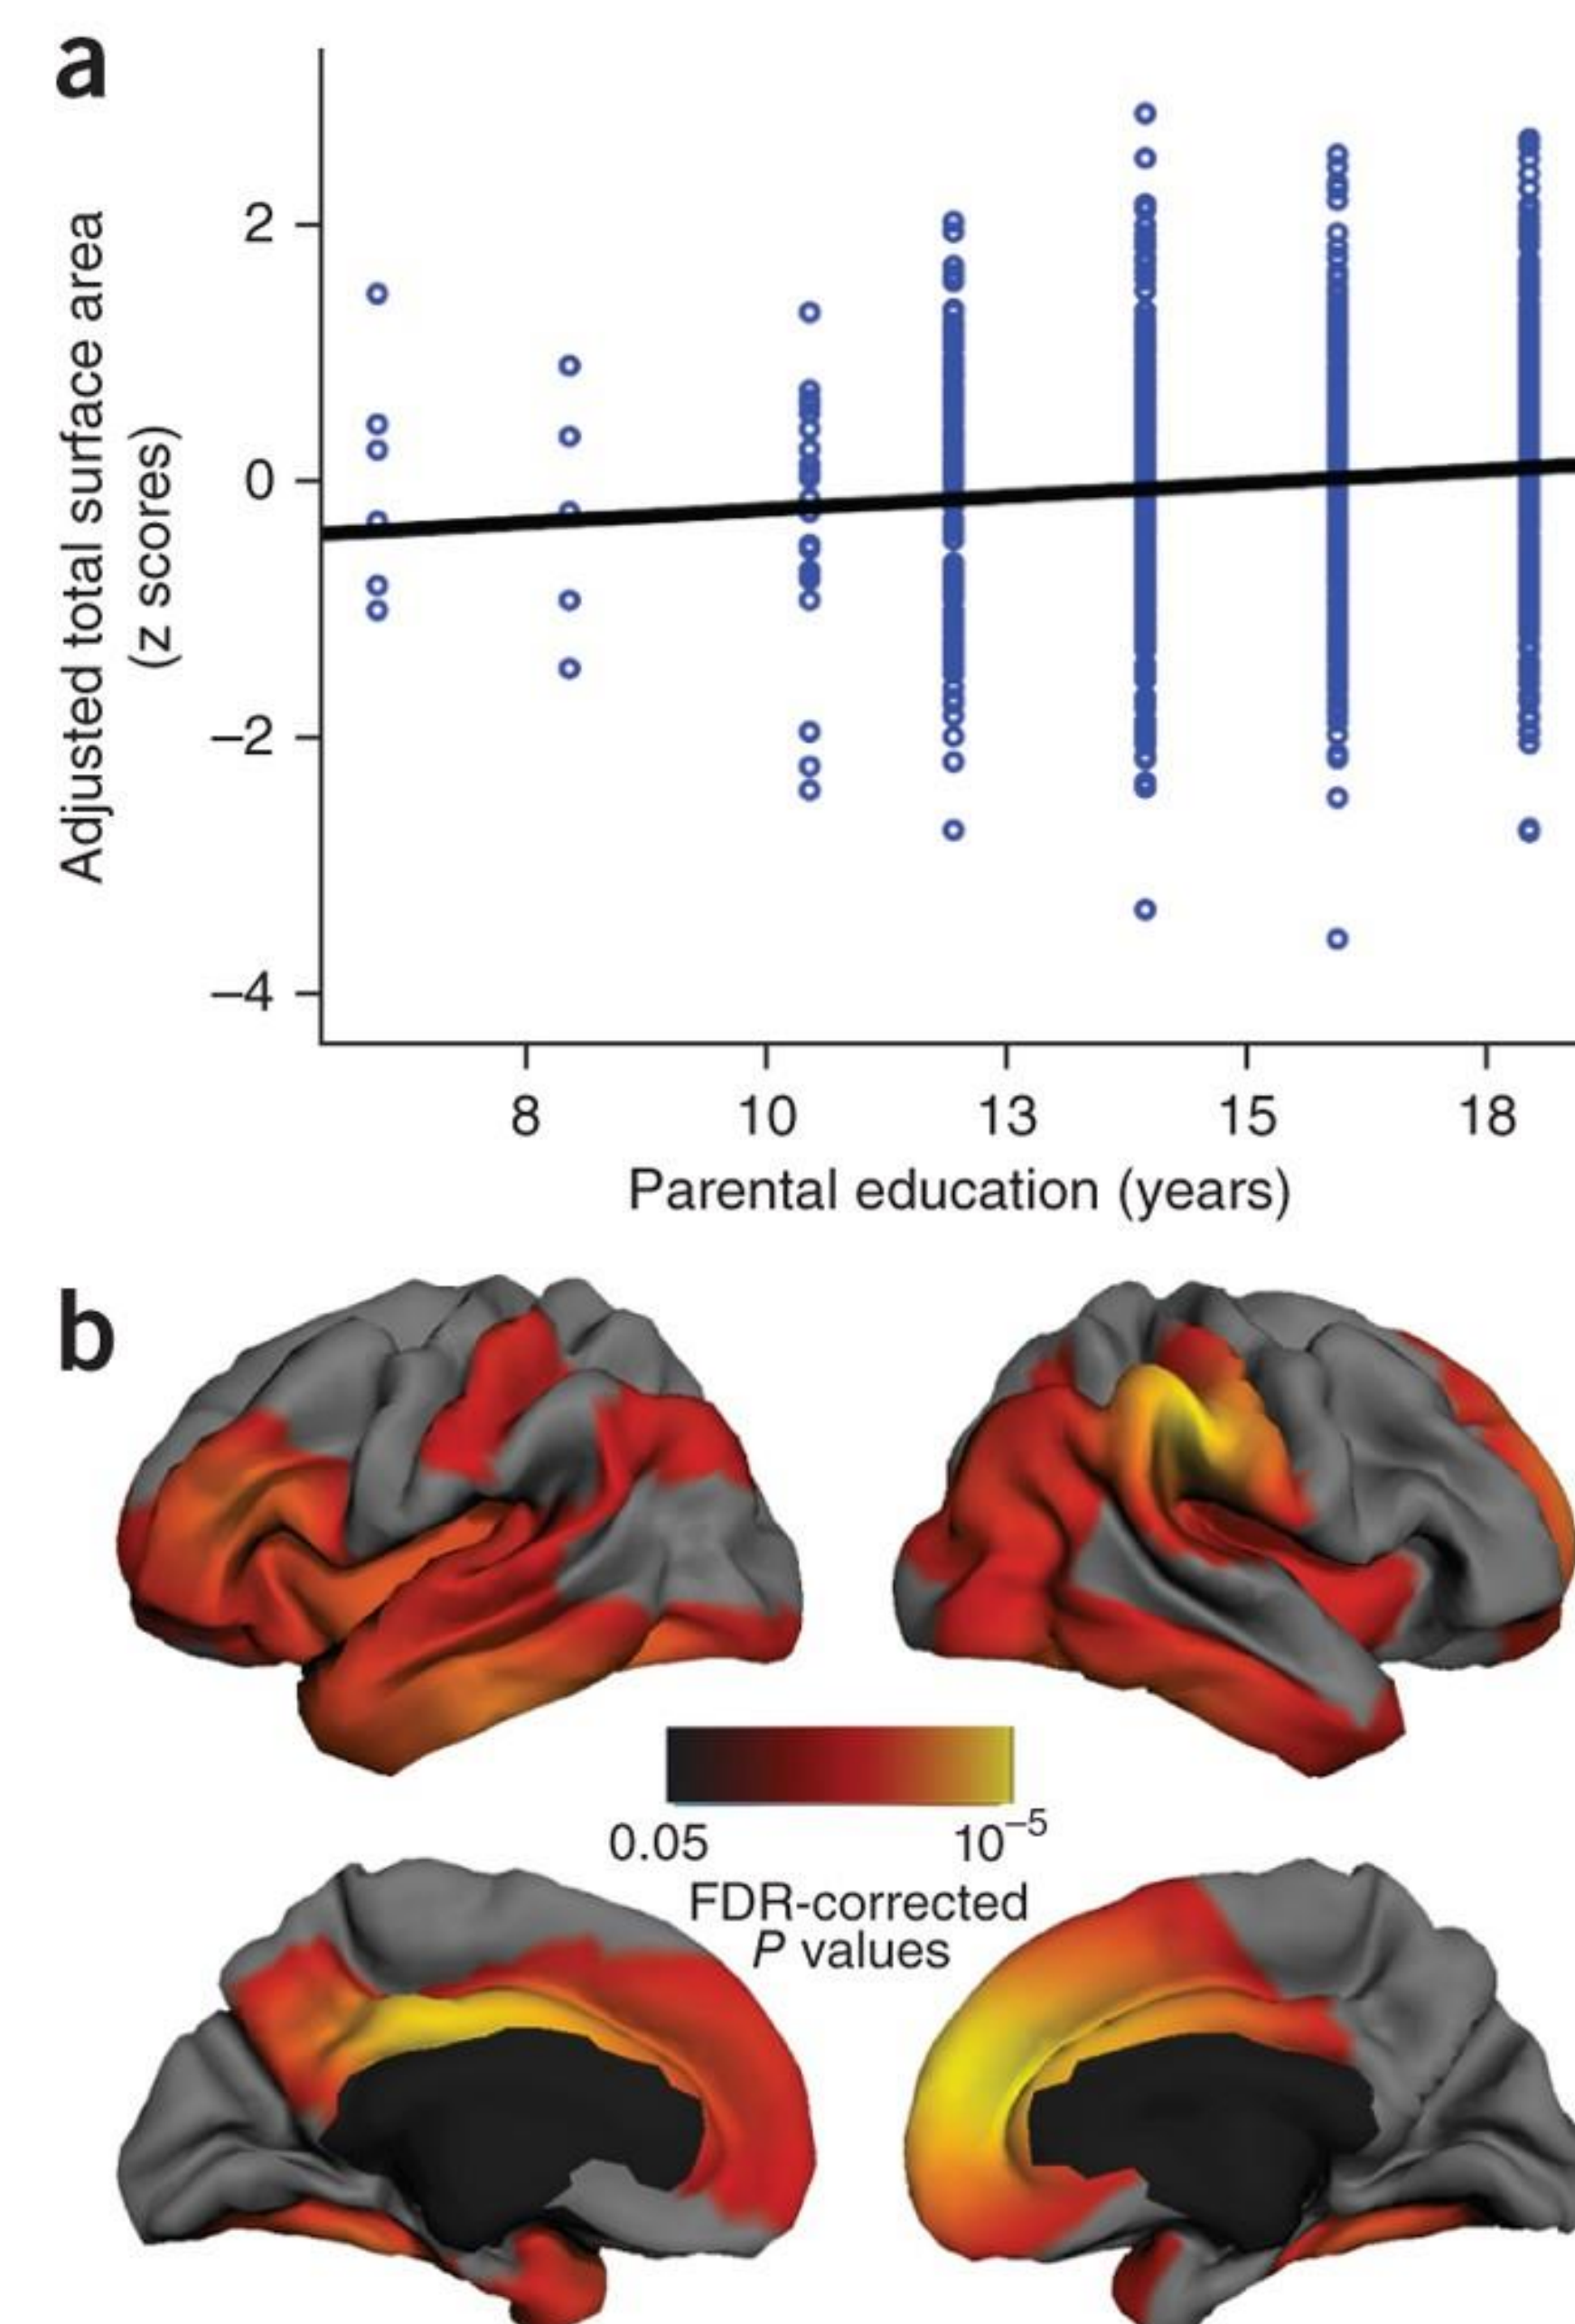 a
Adjusted total surface area
(z scores)
2
0
–2
–4
8 10 13 15 18
Parental education (years)
b
0.05 10–5
FDR-corrected
P values